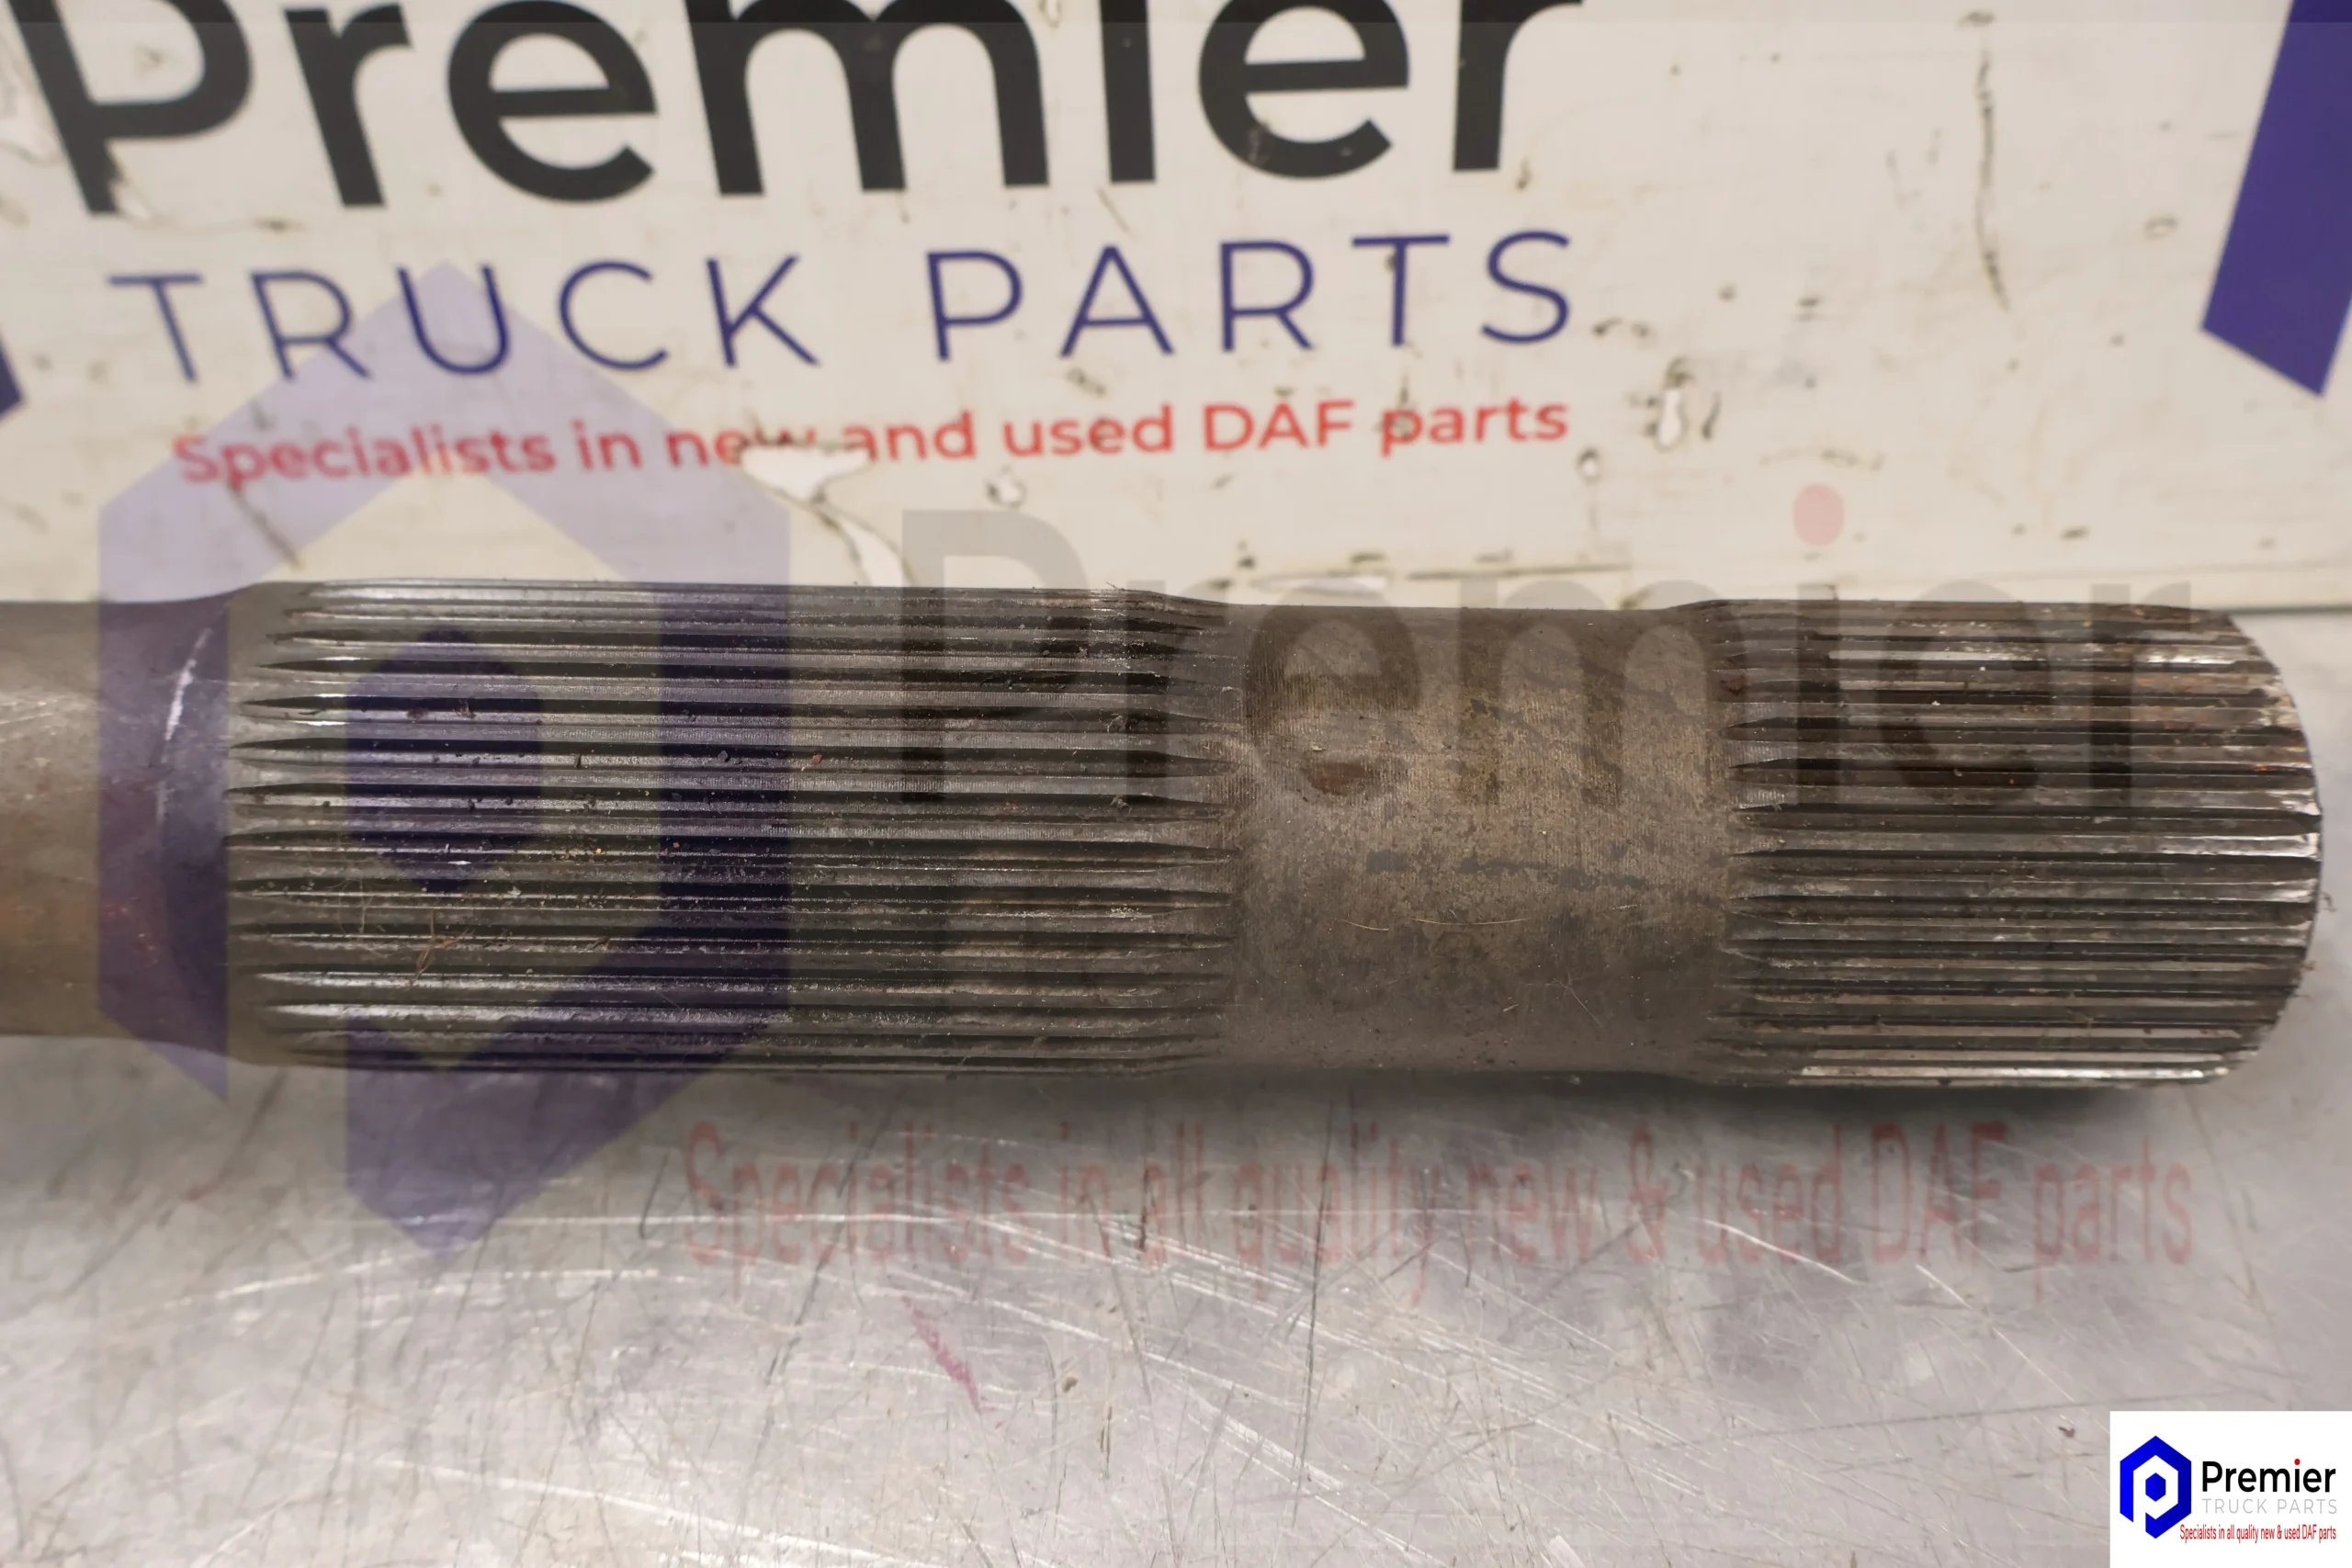 Premier
TRUCK PARTS
Specialists in new and used DAF parts
Premier
Specialists in all quality new & used DAF parts
Premier
TRUCK PARTS
Specialists in all quality new & used DAF parts